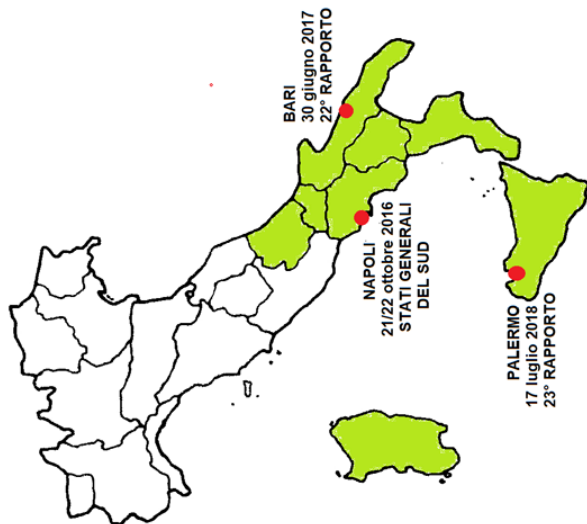 BARI
30 giugno 2017
22° RAPPORTO
NAPOLI
21/22 ottobre 2016
STATI GENERALI
DEL SUD
PALERMO
17 luglio 2018
23° RAPPORTO